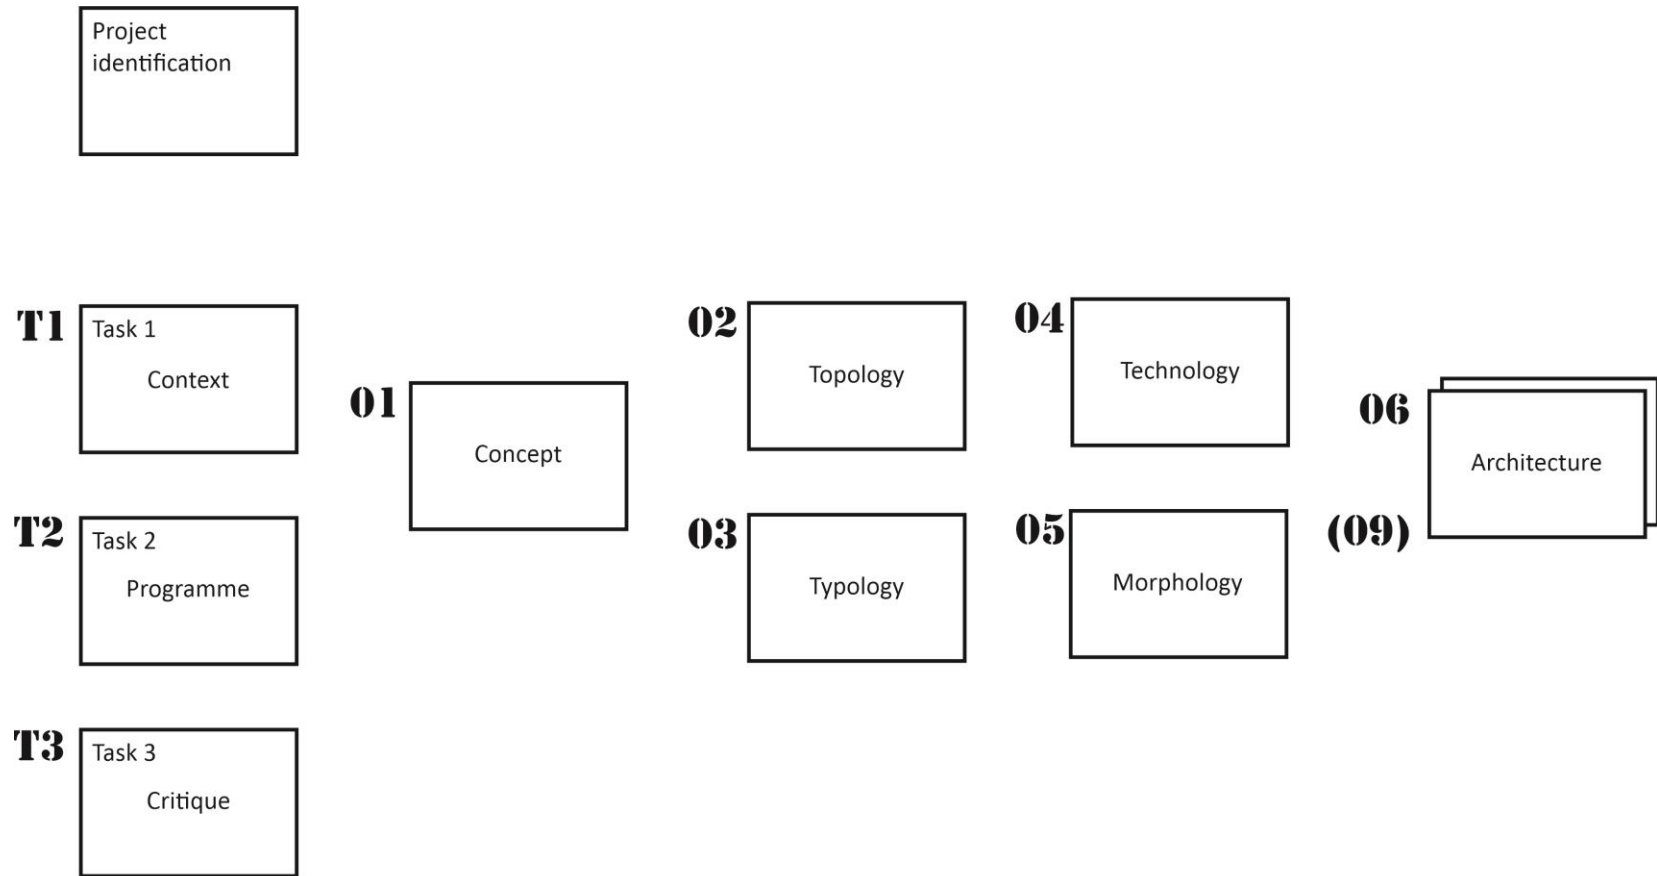 Project
identification
T1
Task 1
Context
T2
Task 2
Programme
T3
Task 3
Critique
01
Concept
02
Topology
03
Typology
04
Technology
05
Morphology
06
Architecture
(09)